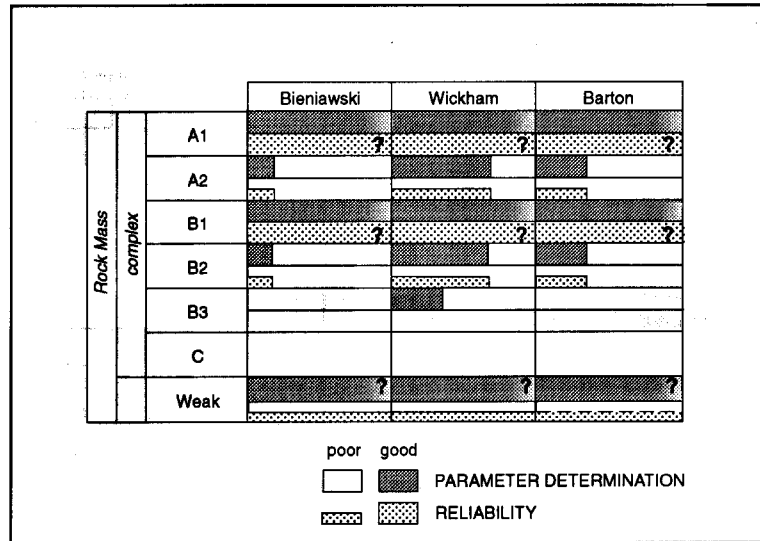 Bieniawski Wickham Barton
Rock Mass
complex
A1
? ? ?
A2
B1
? ? ?
B2
B3
C
Weak
? ? ?
poor good
PARAMETER DETERMINATION
RELIABILITY